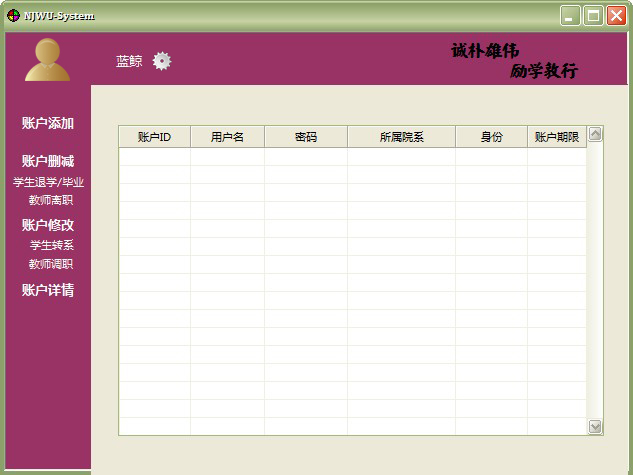 NJWU-System
蓝鲸
诚朴雄伟
励学敦行
账户添加
账户删减
学生退学/毕业
教师离职
账户修改
学生转系
教师调职
账户详情
账户ID 用户名 密码 所属院系 身份 账户期限